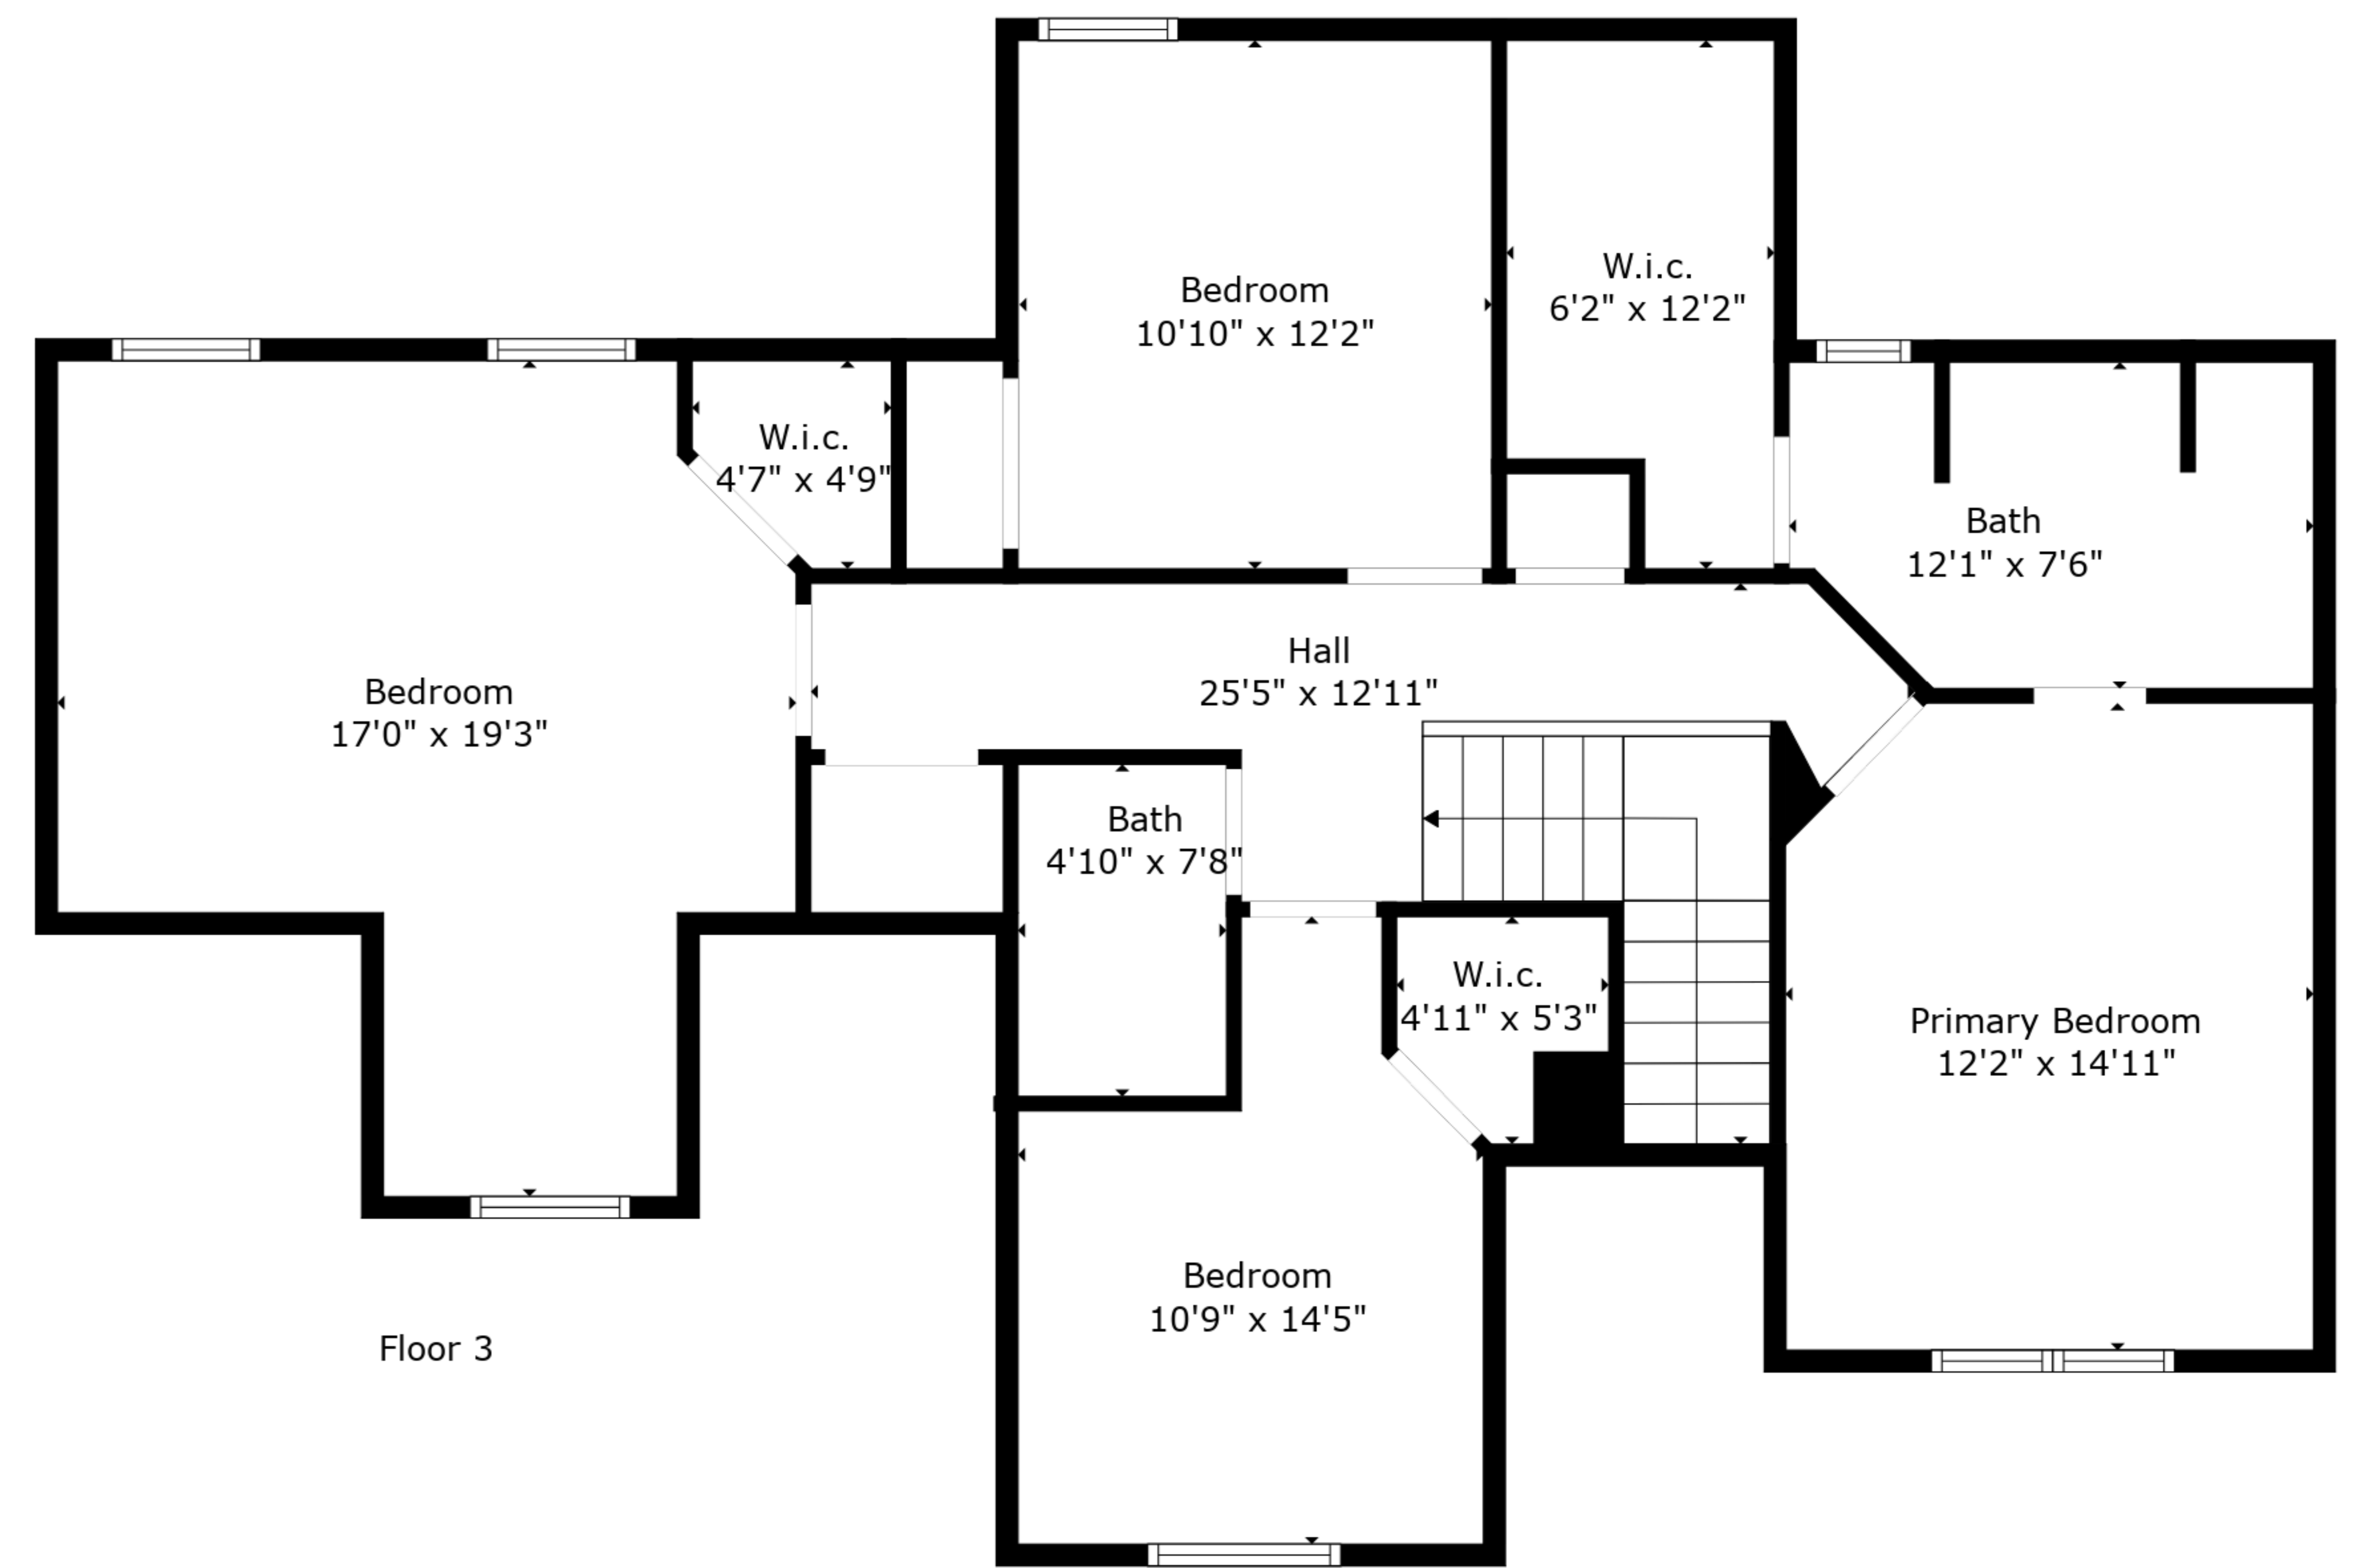 Bedroom
10'10" x 12'2"
W.i.c.
6'2" x 12'2"
W.i.c.
4'7" x 4'9"
Bath
12'1" x 7'6"
Hall
25'5" x 12'11"
Bedroom
17'0" x 19'3"
Bath
4'10" x 7'8"
W.i.c.
4'11" x 5'3"
Primary Bedroom
12'2" x 14'11"
Bedroom
10'9" x 14'5"
Floor 3